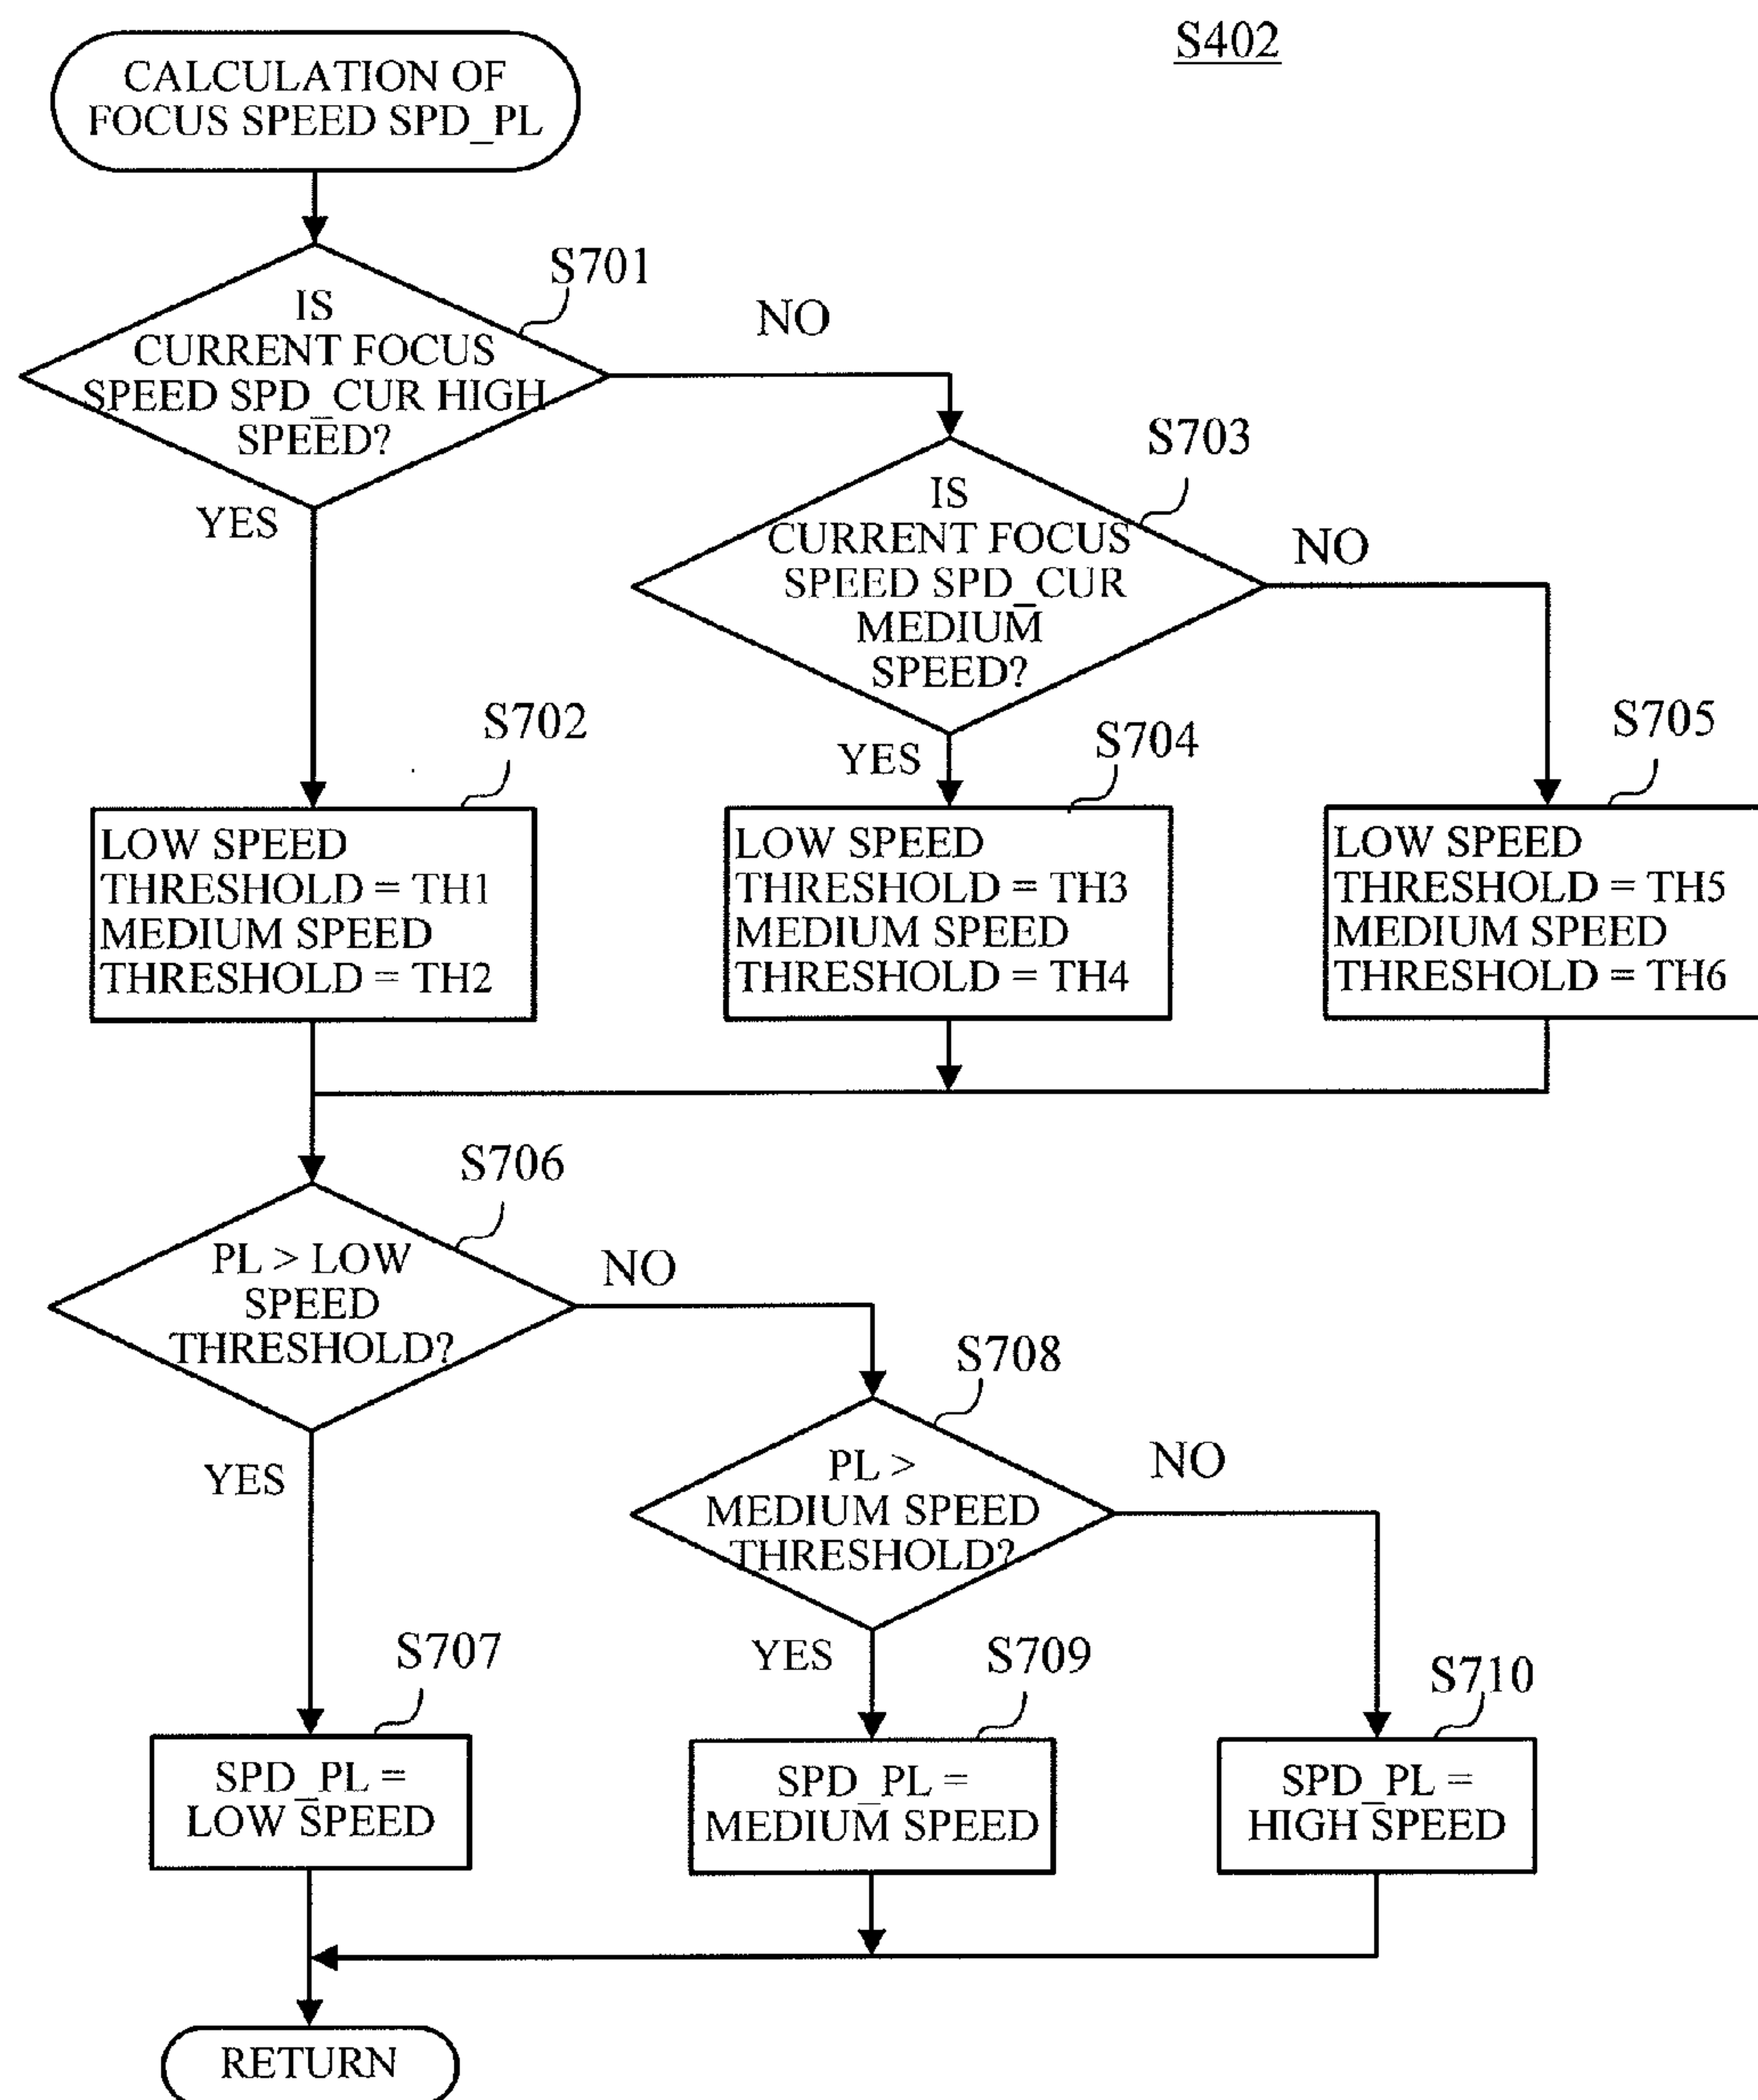 S402
CALCULATION OF
FOCUS SPEED SPD_PL
S701
IS
CURRENT FOCUS
SPEED SPD_CUR HIGH
SPEED?
NO
YES
S703
IS
CURRENT FOCUS
SPEED SPD_CUR
MEDIUM
SPEED?
NO
YES
S702
LOW SPEED
THRESHOLD = TH1
MEDIUM SPEED
THRESHOLD = TH2
S704
LOW SPEED
THRESHOLD = TH3
MEDIUM SPEED
THRESHOLD = TH4
S705
LOW SPEED
THRESHOLD = TH5
MEDIUM SPEED
THRESHOLD = TH6
S706
PL > LOW
SPEED
THRESHOLD?
NO
YES
S708
PL >
MEDIUM SPEED
THRESHOLD?
NO
YES
S707
SPD_PL =
LOW SPEED
S709
SPD_PL =
MEDIUM SPEED
S710
SPD_PL =
HIGH SPEED
RETURN